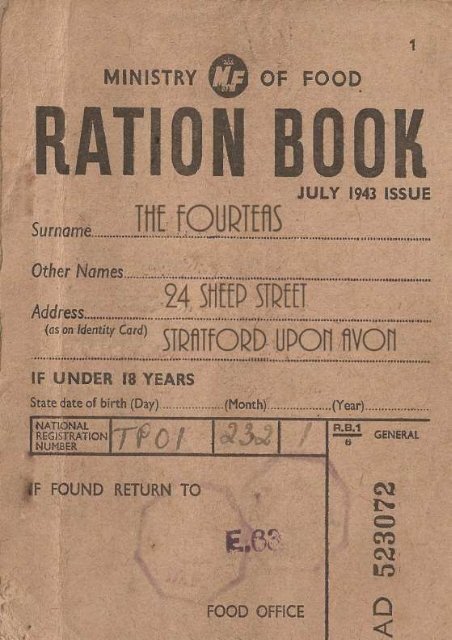 1
MINISTRY MF OF FOOD
RATION BOOK
JULY 1943 ISSUE
Surname THE FOURTEAS
Other Names
Address 24 SHEEP STREET
(as on Identity Card) STRATFORD UPON AVON
IF UNDER 18 YEARS
State date of birth (Day) (Month) (Year)
NATIONAL REGISTRATION NUMBER TPOI 232 1
R.B.1
6
GENERAL
IF FOUND RETURN TO
E.63
FOOD OFFICE
AD 523072